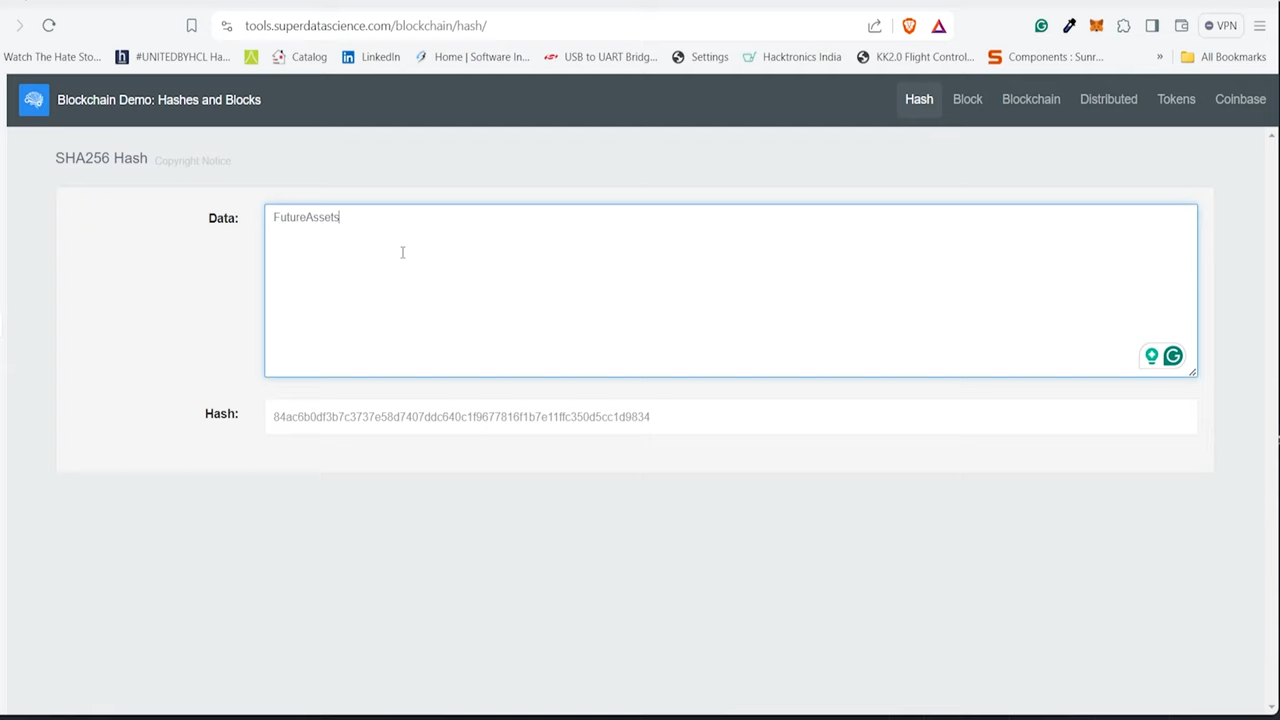 tools.superdatascience.com/blockchain/hash/
VPN
Watch The Hate Sto...
#UNITEDBYHCL Ha...
Catalog
LinkedIn
Home | Software In...
USB to UART Bridg...
Settings
Hacktronics India
KK2.0 Flight Control...
Components : Sunr...
»
All Bookmarks
Blockchain Demo: Hashes and Blocks
Hash
Block
Blockchain
Distributed
Tokens
Coinbase
SHA256 Hash Copyright Notice
Data:
FutureAssets
Hash:
84ac6b0df3b7c3737e58d7407ddc640c1f9677816f1b7e11ffc350d5cc1d9834